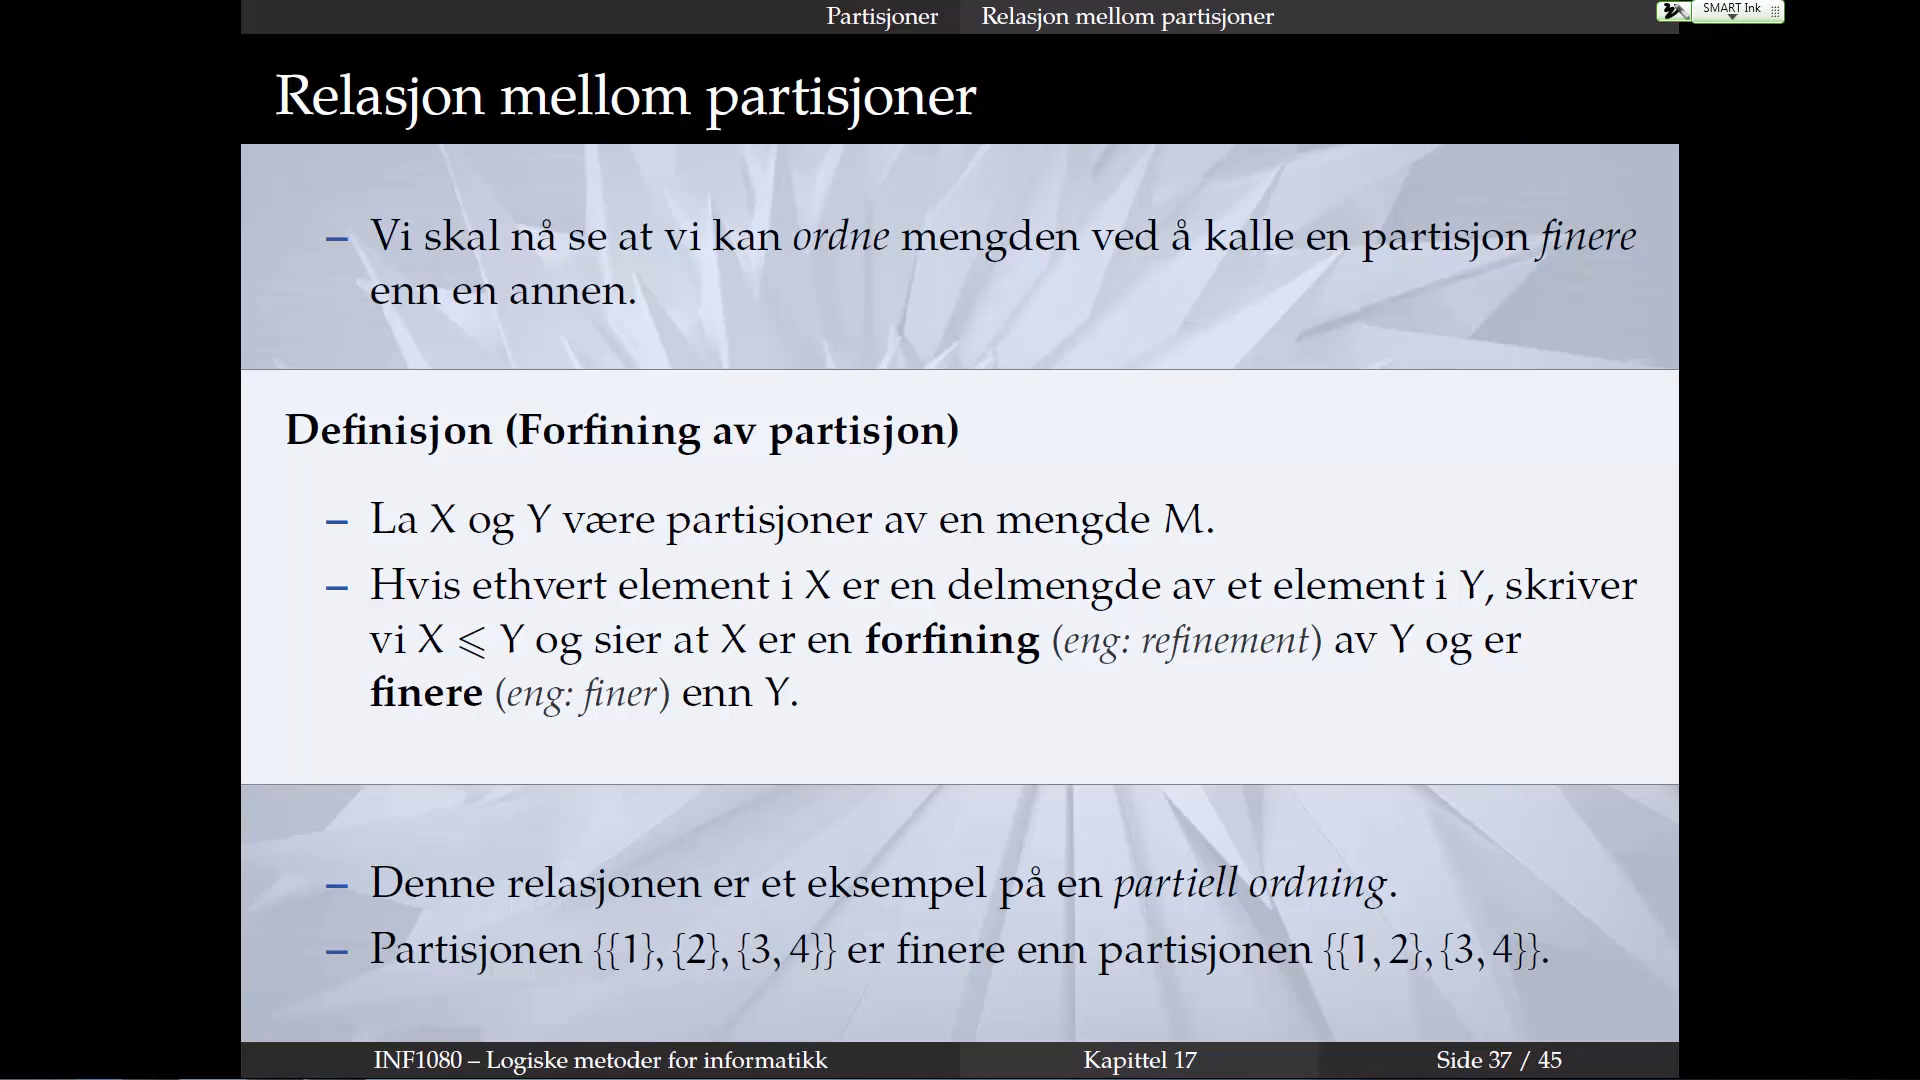 Partisjoner Relasjon mellom partisjoner
SMART Ink
Relasjon mellom partisjoner
– Vi skal nå se at vi kan ordne mengden ved å kalle en partisjon finere
enn en annen.
Definisjon (Forfining av partisjon)
– La X og Y være partisjoner av en mengde M.
– Hvis ethvert element i X er en delmengde av et element i Y, skriver
vi X ⩽ Y og sier at X er en forfining (eng: refinement) av Y og er
finere (eng: finer) enn Y.
– Denne relasjonen er et eksempel på en partiell ordning.
– Partisjonen {{1}, {2}, {3, 4}} er finere enn partisjonen {{1, 2}, {3, 4}}.
INF1080 – Logiske metoder for informatikk Kapittel 17 Side 37 / 45